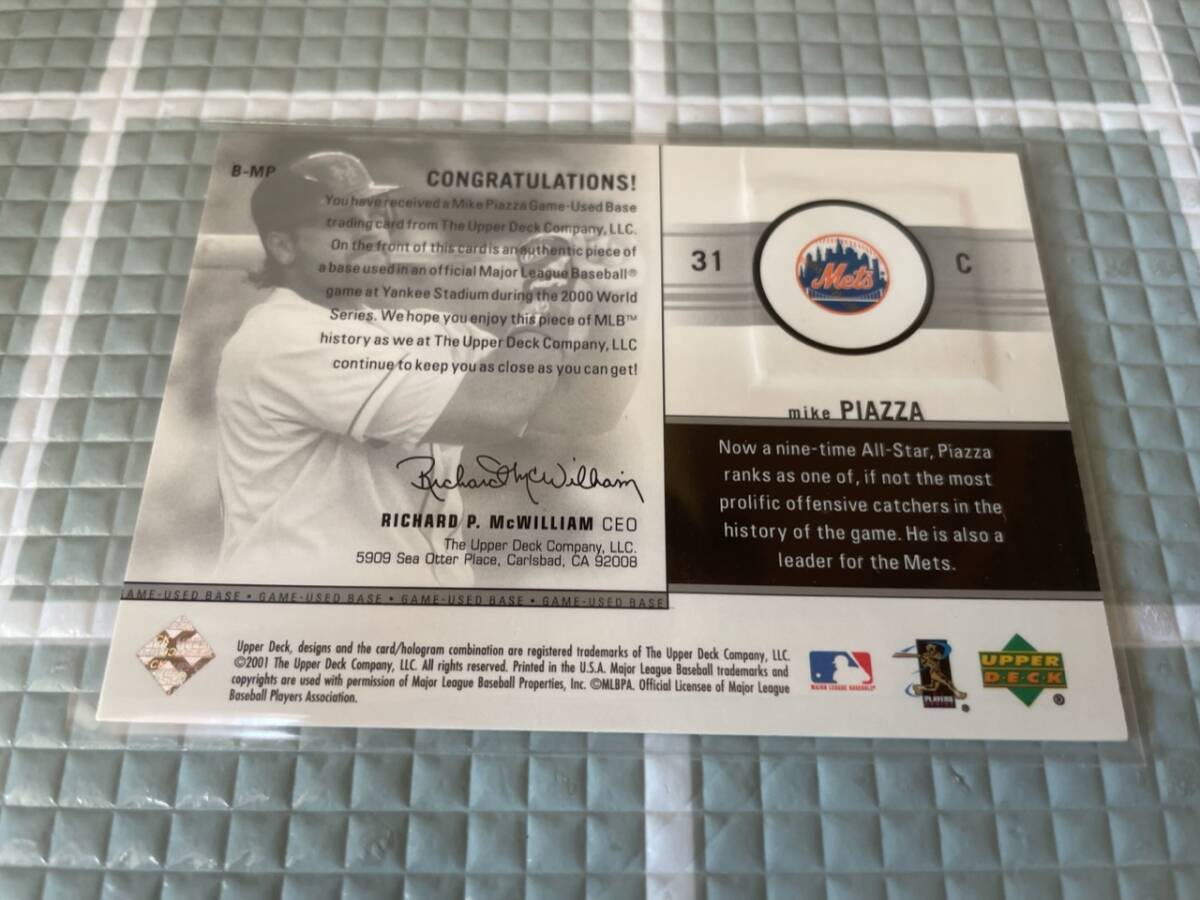 B-MP
CONGRATULATIONS!
You have received a Mike Piazza Game-Used Base
trading card from The Upper Deck Company, LLC.
On the front of this card is an authentic piece of
a base used in an official Major League Baseball®
game at Yankee Stadium during the 2000 World
Series. We hope you enjoy this piece of MLB™
history as we at The Upper Deck Company, LLC
continue to keep you as close as you can get!
Richard McWilliam
RICHARD P. McWILLIAM CEO
The Upper Deck Company, LLC.
5909 Sea Otter Place, Carlsbad, CA 92008
AME-USED BASE • GAME-USED BASE • GAME-USED BASE • GAME-USED BASE
31
Mets
C
mike PIAZZA
Now a nine-time All-Star, Piazza
ranks as one of, if not the most
prolific offensive catchers in the
history of the game. He is also a
leader for the Mets.
Upper Deck, designs and the card/hologram combination are registered trademarks of The Upper Deck Company, LLC.
©2001 The Upper Deck Company, LLC. All rights reserved. Printed in the U.S.A. Major League Baseball trademarks and
copyrights are used with permission of Major League Baseball Properties, Inc. ©MLBPA. Official Licensee of Major League
Baseball Players Association.
MAJOR LEAGUE BASEBALL®
PLAYERS
®
UPPER
DECK
®